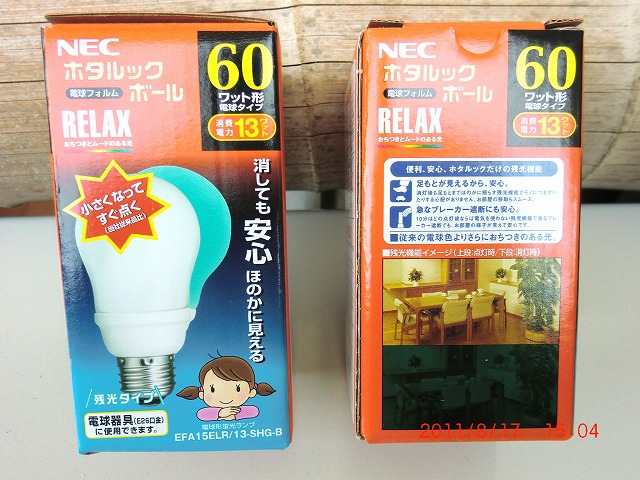 NEC
ホタルック
電球フォルム ボール
RELAX
おちつきとムードのある光
60
ワット形
電球タイプ
消費電力 13ワット
小さくなって
すぐ点く
(当社従来品比)
消しても
安心
ほのかに見える
残光タイプ
電球器具(E26口金)
に使用できます。
電球形蛍光ランプ
EFA15ELR/13-SHG-B
NEC
ホタルック
電球フォルム ボール
RELAX
おちつきとムードのある光
60
ワット形
電球タイプ
消費電力 13ワット
便利、安心、ホタルックだけの残光機能
足もとが見えるから、安心。
急なブレーカー遮断にも安心。
■従来の電球色よりさらにおちつきのある光。
■残光機能イメージ(上段:点灯時/下段:消灯時)
2011/8/17 15:04